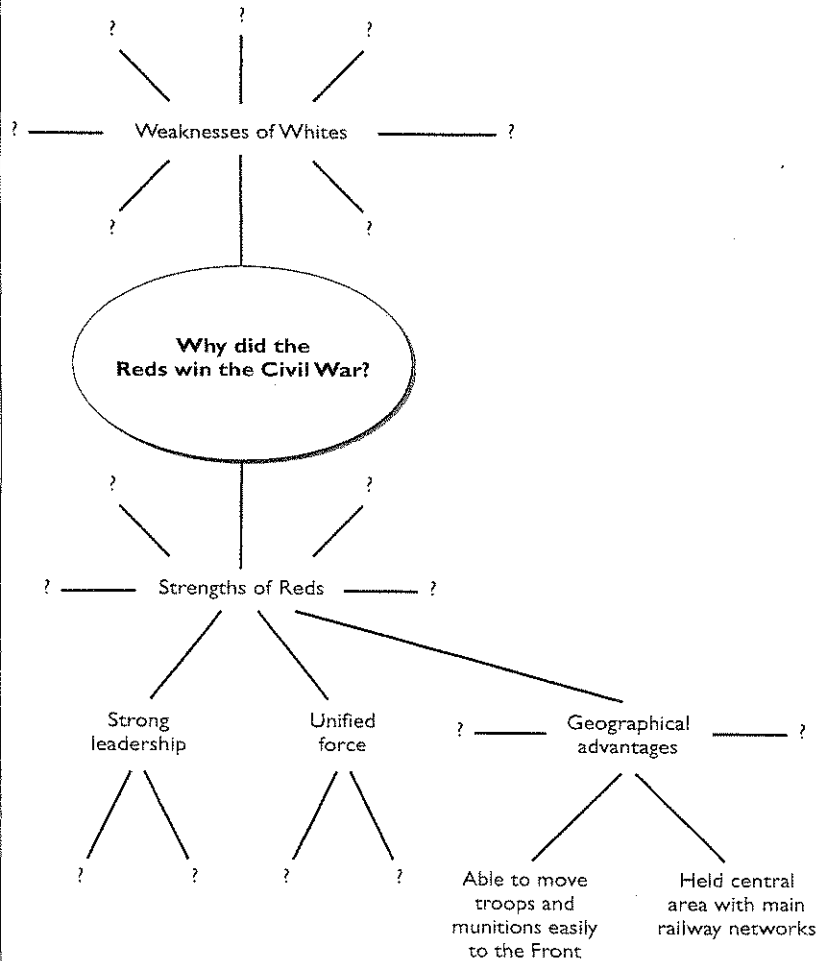 ?
? ?
? Weaknesses of Whites ?
? ?
Why did the
Reds win the Civil War?
? ?
? Strengths of Reds ?
Strong
leadership
Unified
force
? Geographical ?
advantages
? ? ? ?
Able to move
troops and
munitions easily
to the Front
Held central
area with main
railway networks